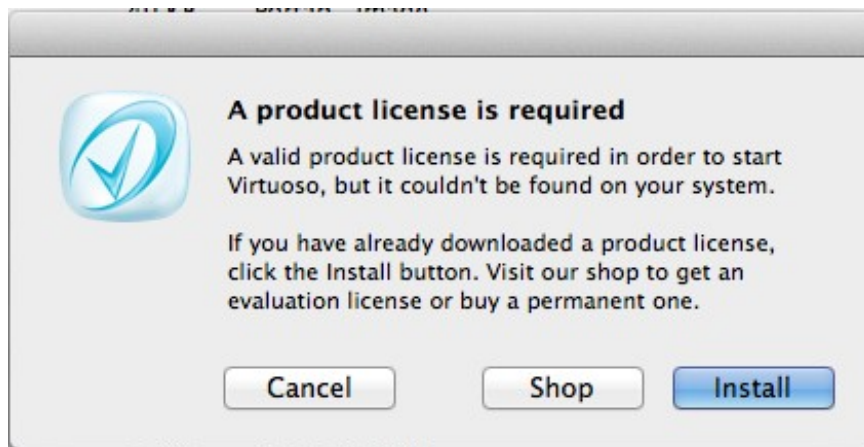 A product license is required
A valid product license is required in order to start
Virtuoso, but it couldn't be found on your system.
If you have already downloaded a product license,
click the Install button. Visit our shop to get an
evaluation license or buy a permanent one.
Cancel Shop Install